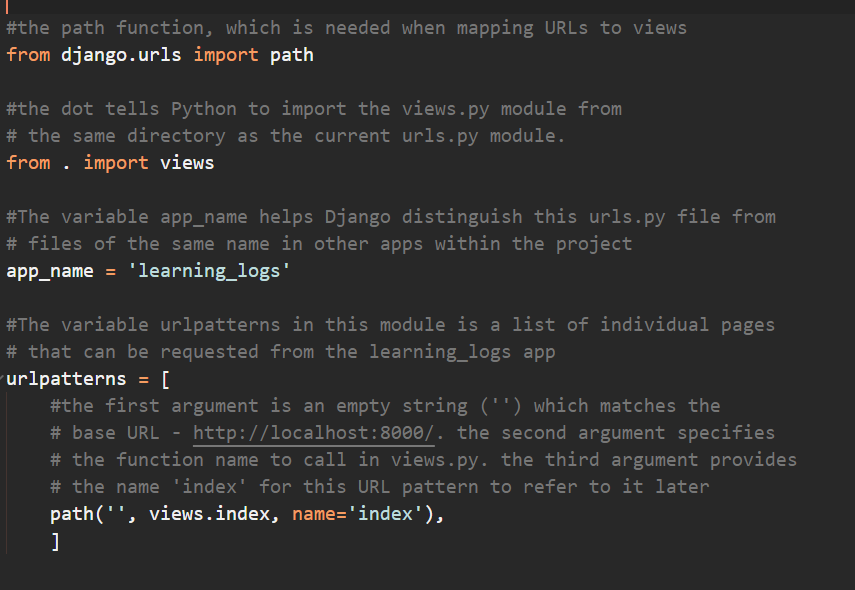 #the path function, which is needed when mapping URLs to views
from django.urls import path
#the dot tells Python to import the views.py module from
# the same directory as the current urls.py module.
from . import views
#The variable app_name helps Django distinguish this urls.py file from
# files of the same name in other apps within the project
app_name = 'learning_logs'
#The variable urlpatterns in this module is a list of individual pages
# that can be requested from the learning_logs app
urlpatterns = [
    #the first argument is an empty string ('') which matches the
    # base URL - http://localhost:8000/. the second argument specifies
    # the function name to call in views.py. the third argument provides
    # the name 'index' for this URL pattern to refer to it later
    path('', views.index, name='index'),
    ]